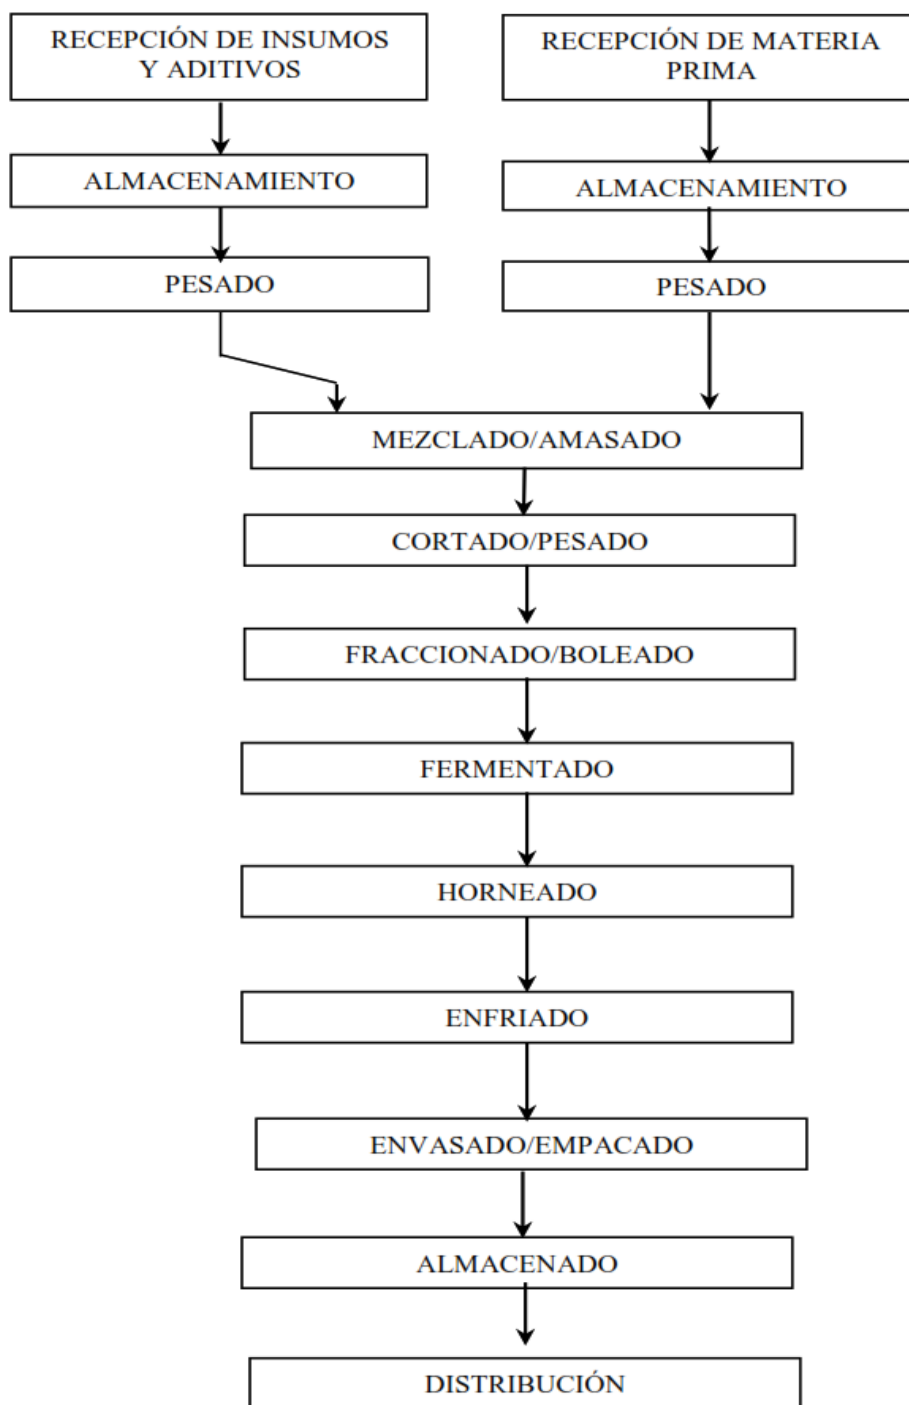 RECEPCIÓN DE INSUMOS
Y ADITIVOS
RECEPCIÓN DE MATERIA
PRIMA
ALMACENAMIENTO
ALMACENAMIENTO
PESADO
PESADO
MEZCLADO/AMASADO
CORTADO/PESADO
FRACCIONADO/BOLEADO
FERMENTADO
HORNEADO
ENFRIADO
ENVASADO/EMPACADO
ALMACENADO
DISTRIBUCIÓN